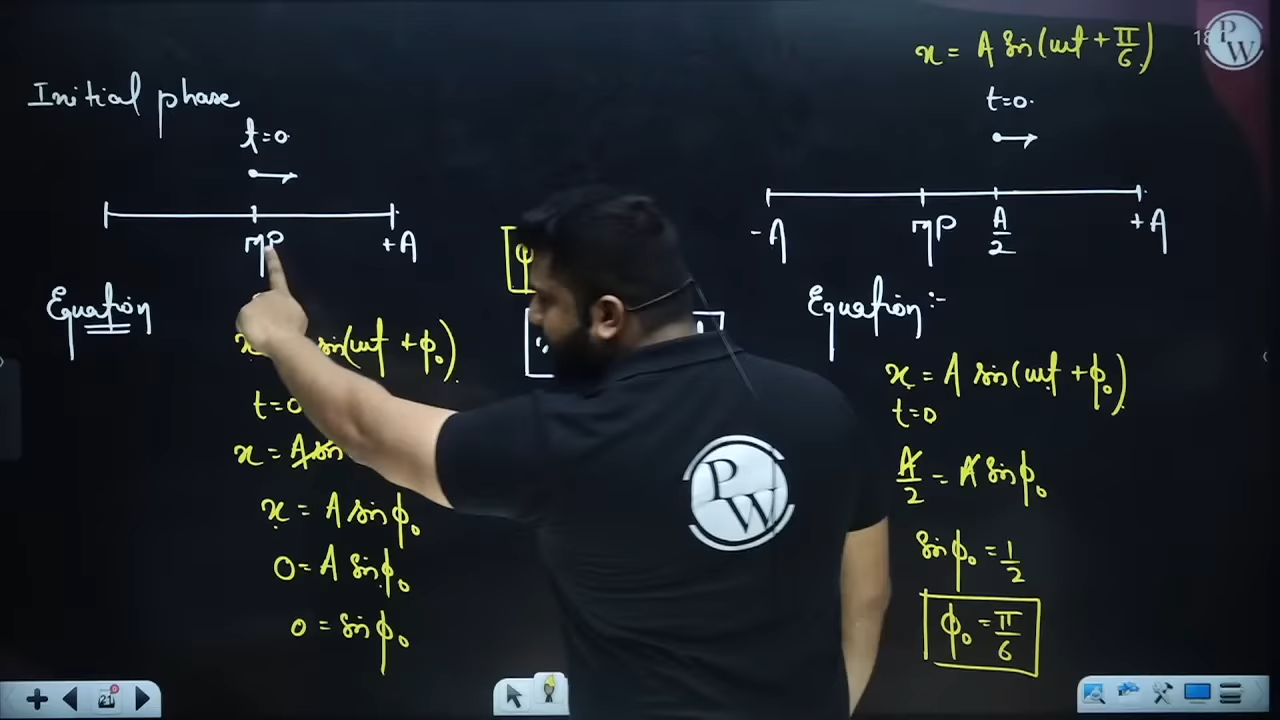 Initial phase
t=0
MP
+A
Equation
sin(ωt + φ₀)
t=0
x = A sin
x = A sin φ₀
0 = A sin φ₀
0 = sin φ₀
x = A sin(ωt + π/6)
t=0
-A
MP
A/2
+A
Equation:-
x = A sin(ωt + φ₀)
t=0
A/2 = A sin φ₀
sin φ₀ = 1/2
φ₀ = π/6
PW
PW
21